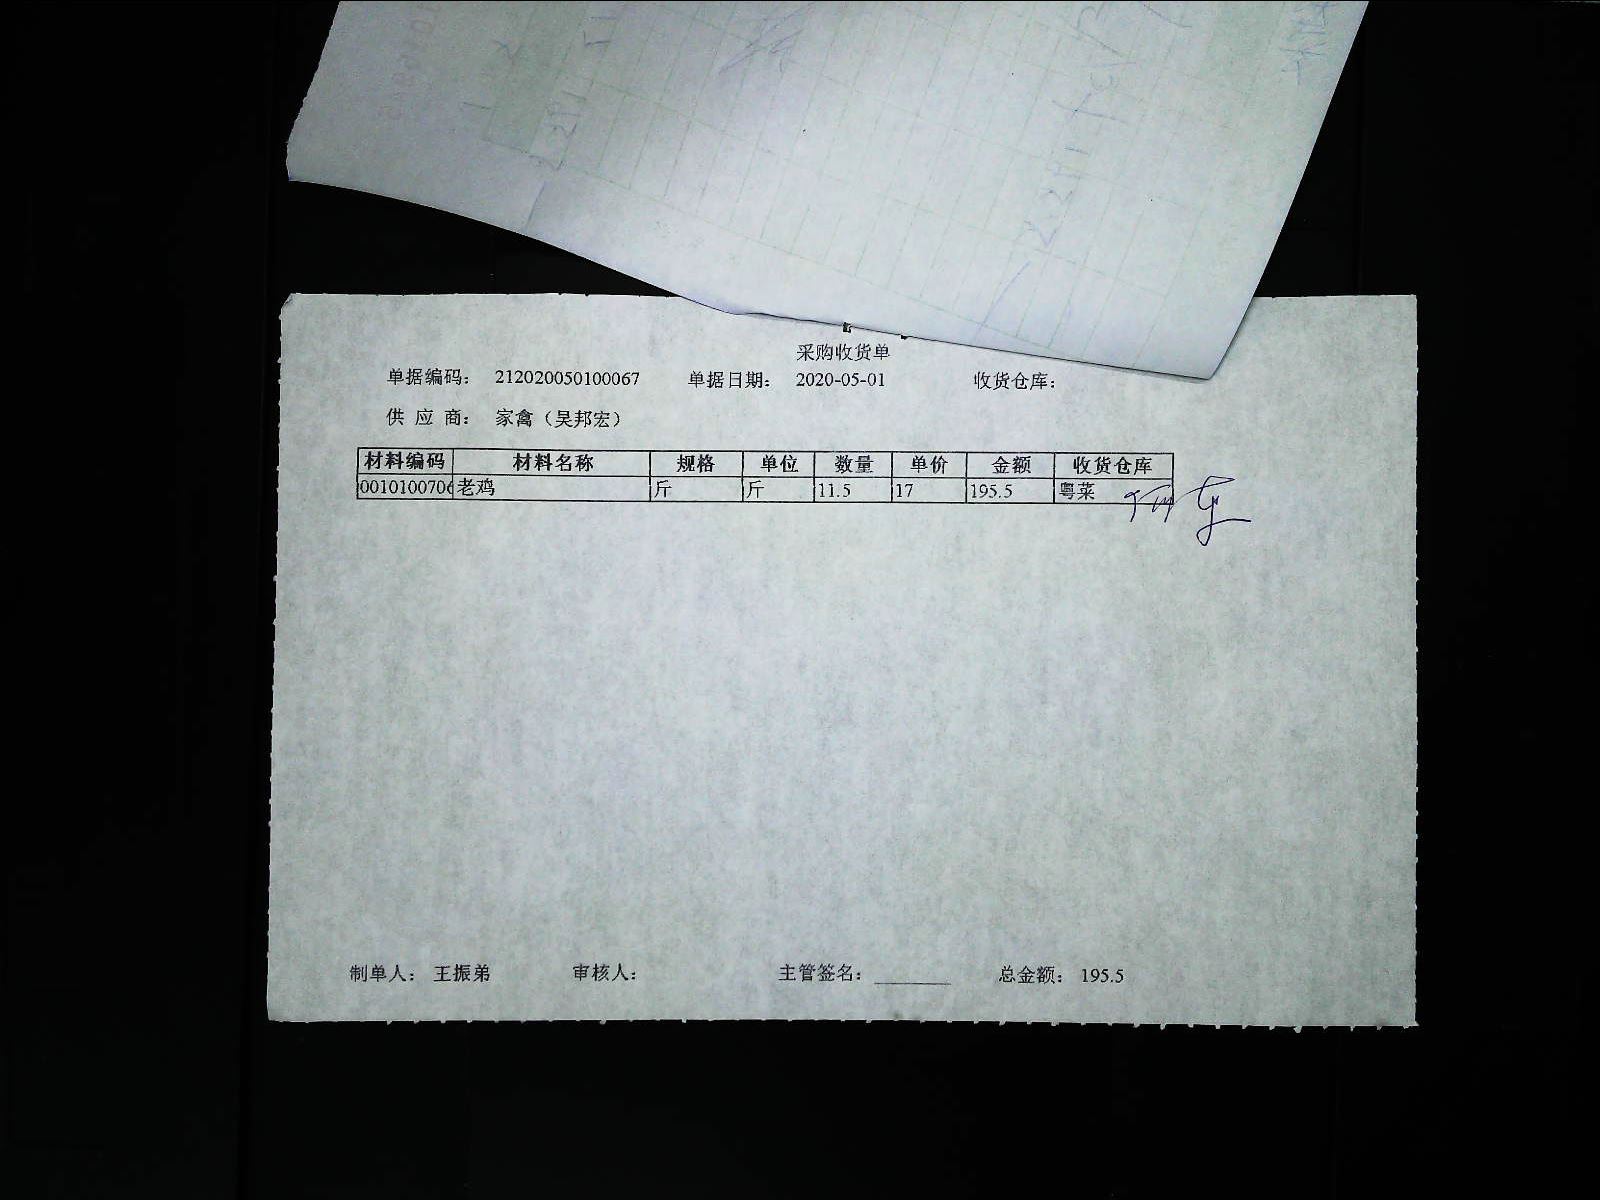 采购收货单
单据编码： 212020050100067 单据日期： 2020-05-01 收货仓库：
供 应 商： 家禽（吴邦宏）
材料编码 材料名称 规格 单位 数量 单价 金额 收货仓库
0010100706 老鸡 斤 斤 11.5 17 195.5 粤菜
制单人： 王振弟 审核人： 主管签名： 总金额： 195.5